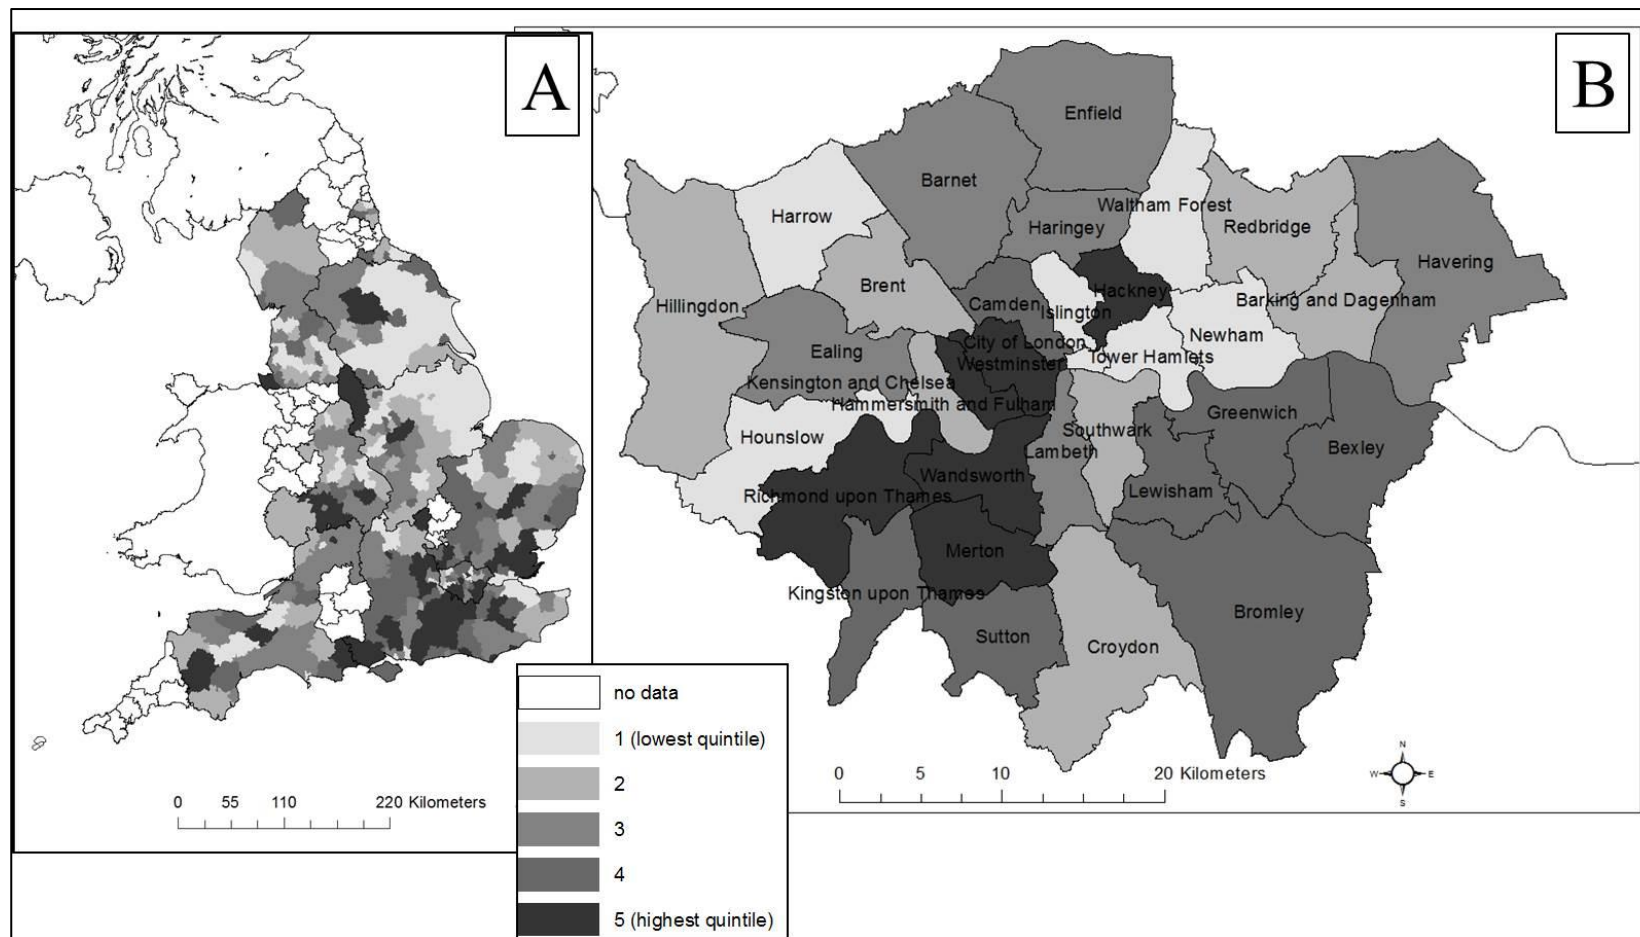 A
B
Enfield
Barnet
Harrow
Haringey
Waltham Forest
Redbridge
Havering
Hillingdon
Brent
Camden
Islington
Hackney
Barking and Dagenham
Newham
Ealing
City of London
Westminster
Tower Hamlets
Kensington and Chelsea
Hammersmith and Fulham
Hounslow
Southwark
Greenwich
Lambeth
Bexley
Wandsworth
Richmond upon Thames
Lewisham
Merton
Kingston upon Thames
Sutton
Croydon
Bromley
0 5 10 20 Kilometers
N
W E
S
0 55 110 220 Kilometers
no data
1 (lowest quintile)
2
3
4
5 (highest quintile)